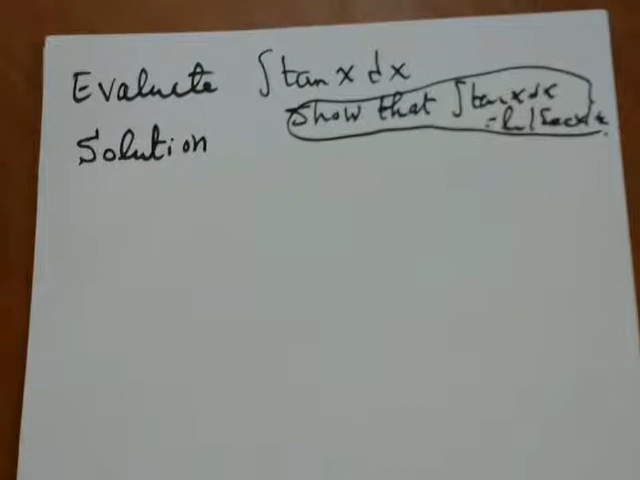 Evaluate ∫ tan x dx
Show that ∫ tan x dx
= ln |Sec x| +
Solution